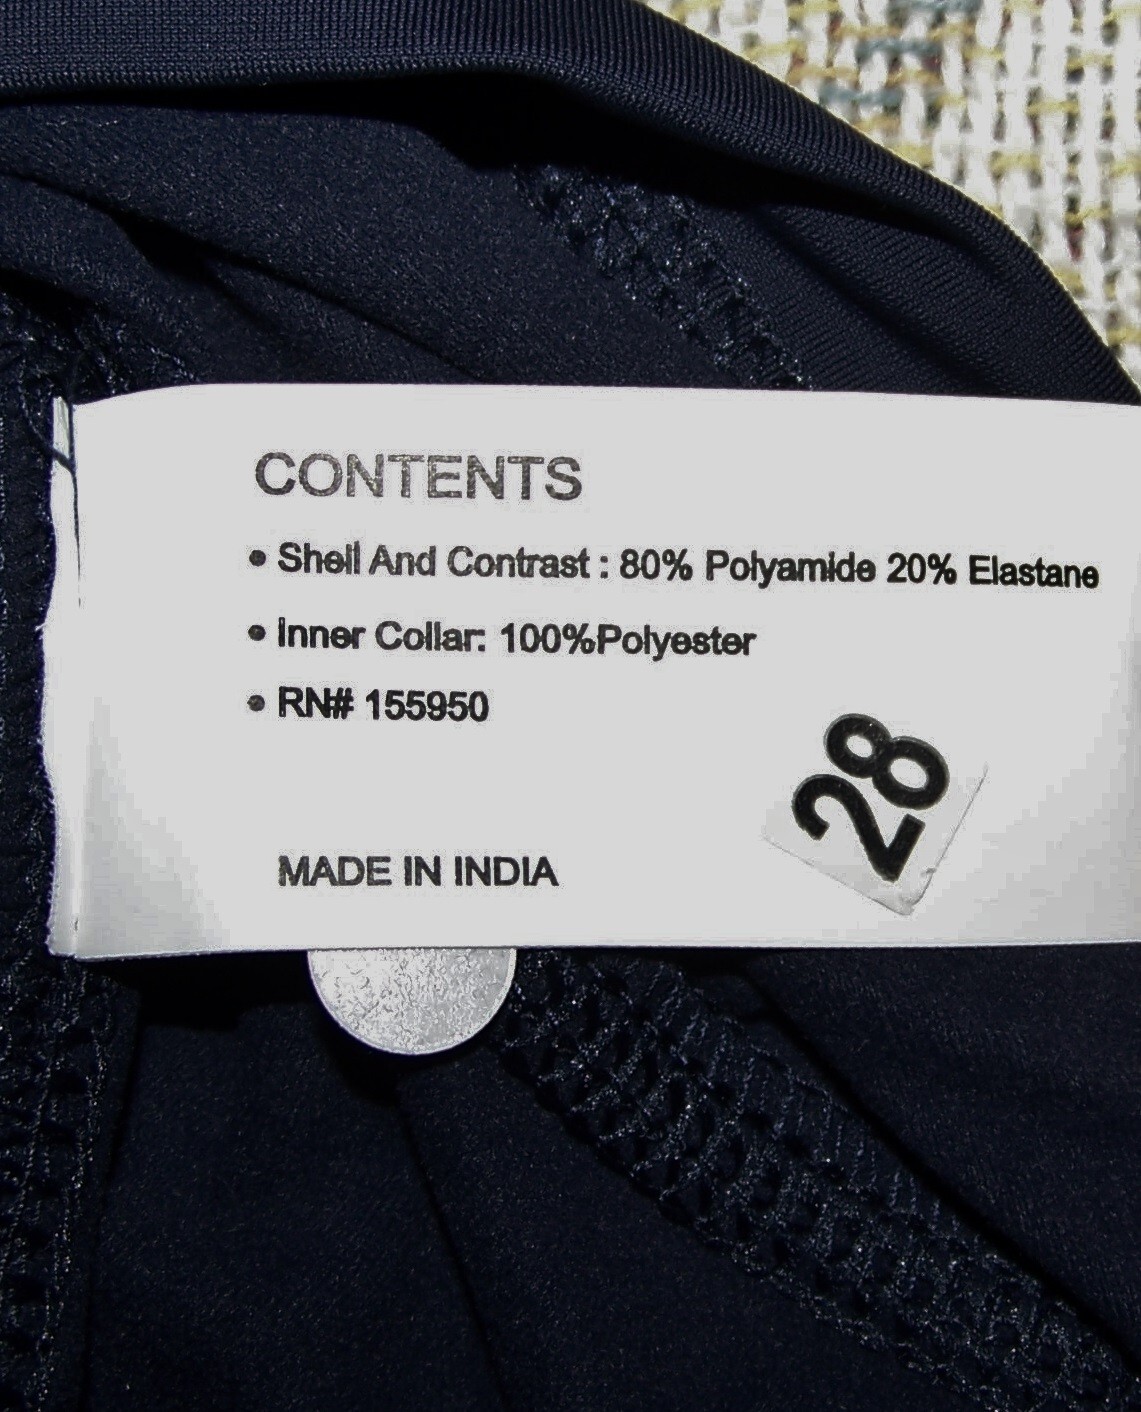 CONTENTS
• Shell And Contrast : 80% Polyamide 20% Elastane
• Inner Collar: 100%Polyester
• RN# 155950
28
MADE IN INDIA